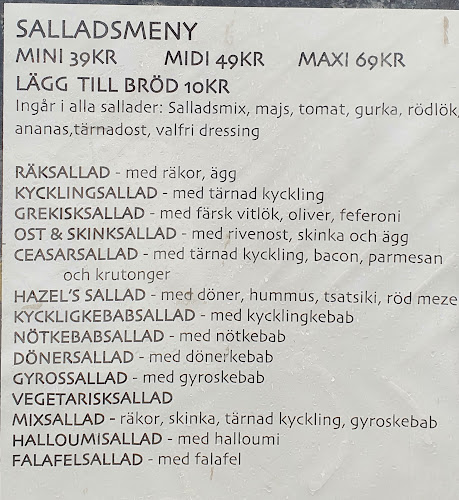 SALLADSMENY
MINI 39KR MIDI 49KR MAXI 69KR
LÄGG TILL BRÖD 10KR
Ingår i alla sallader: Salladsmix, majs, tomat, gurka, rödlök,
ananas,tärnadost, valfri dressing
RÄKSALLAD - med räkor, ägg
KYCKLINGSALLAD - med tärnad kyckling
GREKISKSALLAD - med färsk vitlök, oliver, feferoni
OST & SKINKSALLAD - med rivenost, skinka och ägg
CEASARSALLAD - med tärnad kyckling, bacon, parmesan
och krutonger
HAZEL'S SALLAD - med döner, hummus, tsatsiki, röd meze
KYCKLIGKEBABSALLAD - med kycklingkebab
NÖTKEBABSALLAD - med nötkebab
DÖNERSALLAD - med dönerkebab
GYROSSALLAD - med gyroskebab
VEGETARISKSALLAD
MIXSALLAD - räkor, skinka, tärnad kyckling, gyroskebab
HALLOUMISALLAD - med halloumi
FALAFELSALLAD - med falafel